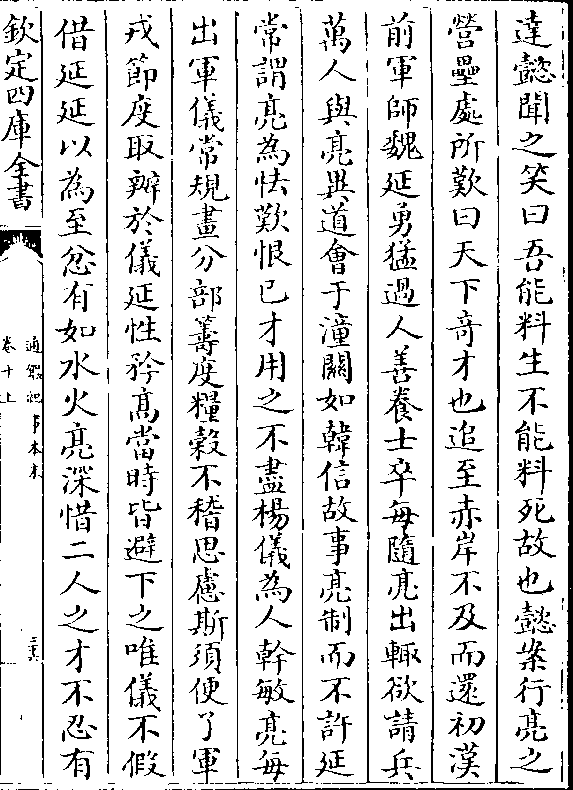 達懿聞之笑曰吾能料生不能料死故也懿案行亮之
營壘處所歎曰天下竒才也追至赤岸不及而還初漢
前軍師魏延勇猛過人善養士卒每隨亮出輙欲請兵
萬人與亮異道會于潼關如韓信故事亮制而不許延
常謂亮為怯歎恨已才用之不盡楊儀為人幹敏亮每
出軍儀常規畫分部籌度糧穀不稽思慮斯須便了軍
戎節度取辦於儀延性矜髙當時皆避下之唯儀不假
借延延以為至忿有如水火亮深惜二人之才不忍有
欽定四庫全書
通鑑紀事本末
卷十上
三六